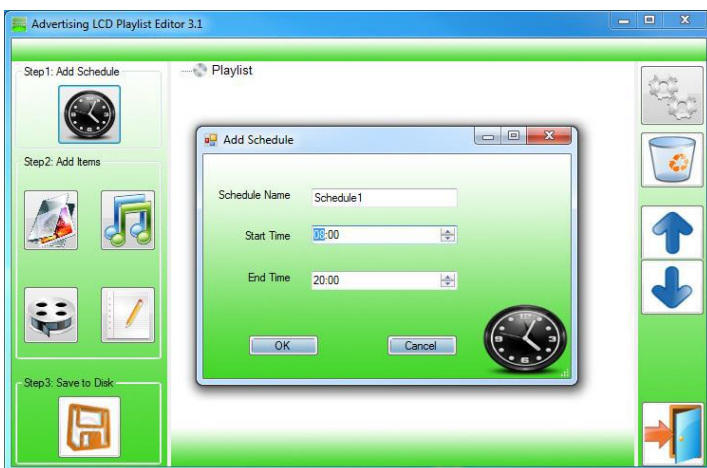 Advertising LCD Playlist Editor 3.1
Step1: Add Schedule
Playlist
Add Schedule
Step2: Add Items
Schedule Name
Schedule1
Start Time
08:00
End Time
20:00
OK
Cancel
Step3: Save to Disk